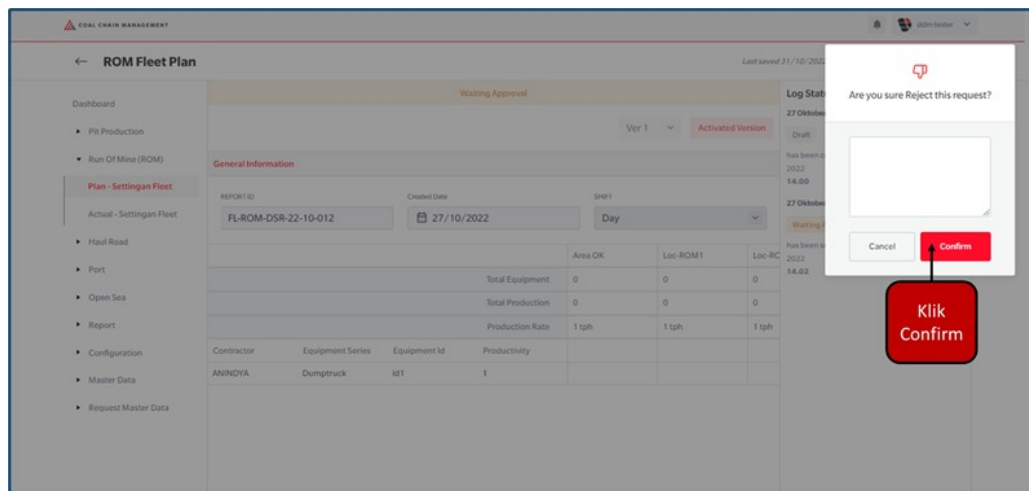 COAL CHAIN MANAGEMENT
ddm tester
← ROM Fleet Plan
Last saved 31/10/2022
Dashboard
Pit Production
Run Of Mine (ROM)
Plan - Settingan Fleet
Actual - Settingan Fleet
Haul Road
Port
Open Sea
Report
Configuration
Master Data
Request Master Data
Waiting Approval
Ver 1
Activated Version
General Information
REPORT ID
Created Date
SHIFT
FL-ROM-DSR-22-10-012
27/10/2022
Day
Area OK
Loc-ROM1
Loc-RO
Total Equipment
0
0
0
Total Production
0
0
0
Production Rate
1 tph
1 tph
1 tph
Contractor
Equipment Series
Equipment Id
Productivity
ANINDYA
Dumptruck
id1
1
Log Stat
27 Oktobe
Draft
has been
2022
14.00
27 Oktobe
Waiting
has been
2022
14.02
Are you sure Reject this request?
Cancel
Confirm
Klik
Confirm